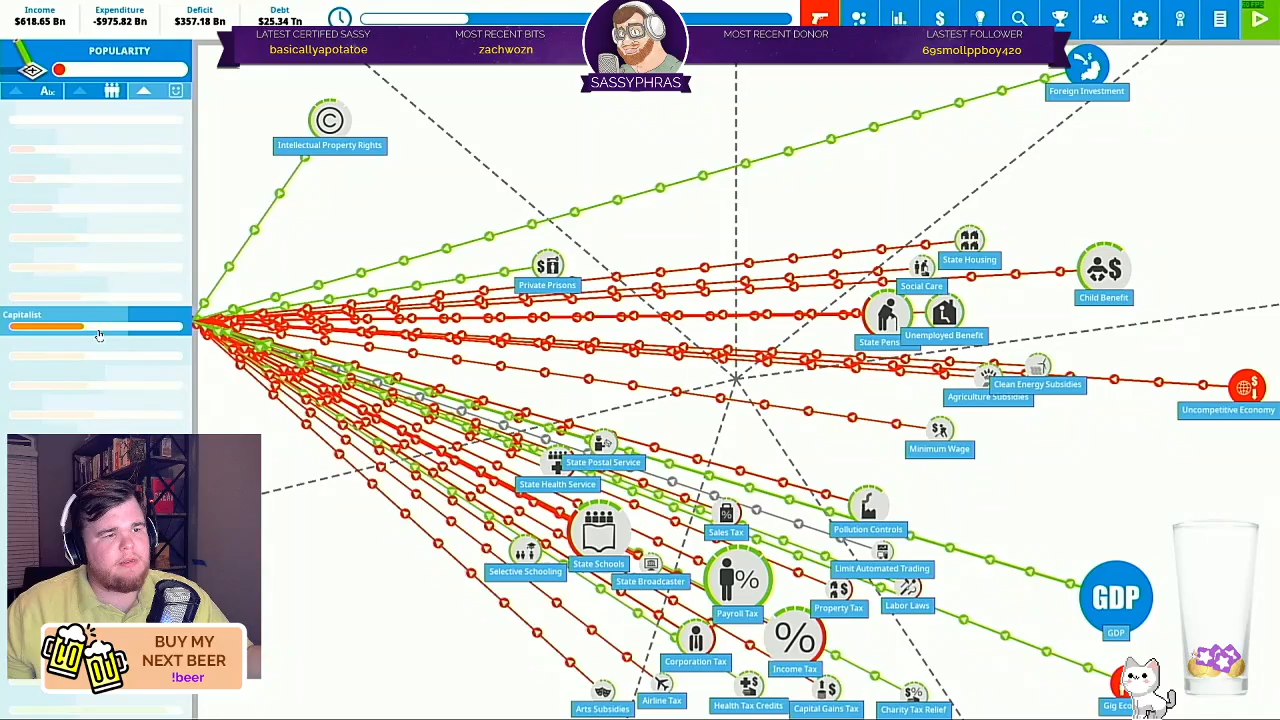 Income
$618.65 Bn
Expenditure
-$975.82 Bn
Deficit
$357.18 Bn
Debt
$25.34 Tn
LATEST CERTIFIED SASSY
basicallyapotatoe
MOST RECENT BITS
zachwozn
MOST RECENT DONOR
LASTEST FOLLOWER
69smollppboy420
SASSYPHRAS
POPULARITY
Foreign Investment
Intellectual Property Rights
State Housing
Private Prisons
Social Care
Child Benefit
Capitalist
Unemployed Benefit
State Pens
Clean Energy Subsidies
Agriculture Subsidies
Uncompetitive Economy
Minimum Wage
State Postal Service
State Health Service
Sales Tax
Pollution Controls
State Schools
Selective Schooling
State Broadcaster
Limit Automated Trading
Payroll Tax
Property Tax
Labor Laws
GDP
GDP
Corporation Tax
Income Tax
Arts Subsidies
Airline Tax
Health Tax Credits
Capital Gains Tax
Charity Tax Relief
Gig Eco
BUY MY
NEXT BEER
!beer